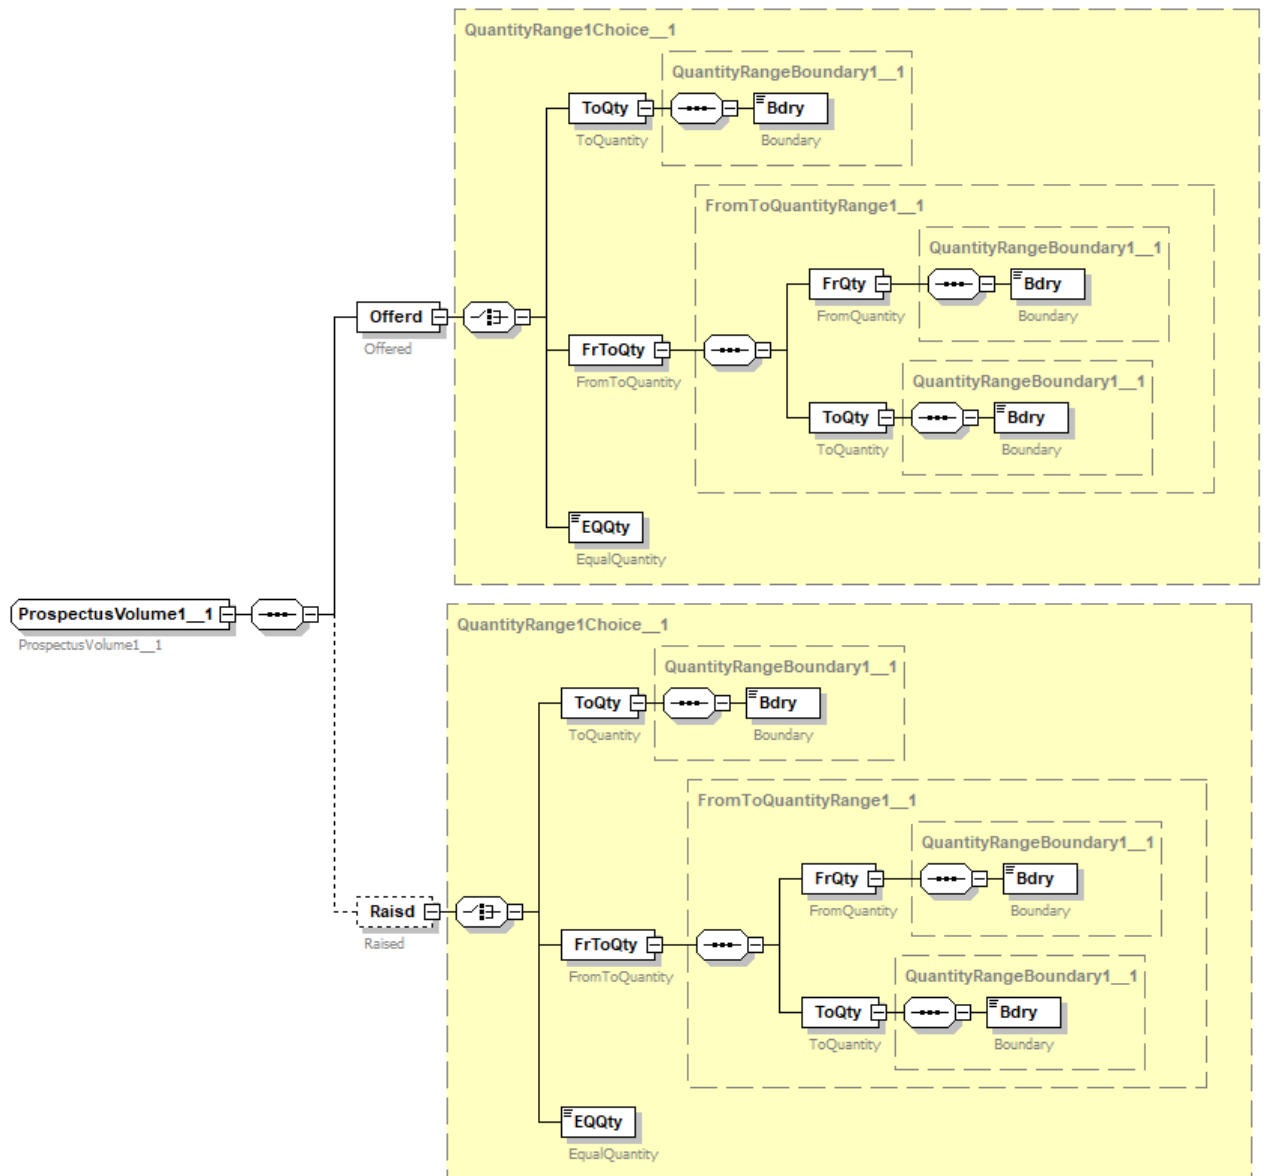 QuantityRange1Choice__1
QuantityRangeBoundary1__1
ToQty
Bdry
ToQuantity
Boundary
FromToQuantityRange1__1
QuantityRangeBoundary1__1
FrQty
Bdry
FromQuantity
Boundary
Offerd
Offered
FrToQty
FromToQuantity
QuantityRangeBoundary1__1
ToQty
Bdry
ToQuantity
Boundary
EQQty
EqualQuantity
ProspectusVolume1__1
ProspectusVolume1__1
QuantityRange1Choice__1
QuantityRangeBoundary1__1
ToQty
Bdry
ToQuantity
Boundary
FromToQuantityRange1__1
QuantityRangeBoundary1__1
FrQty
Bdry
FromQuantity
Boundary
Raisd
Raised
FrToQty
FromToQuantity
QuantityRangeBoundary1__1
ToQty
Bdry
ToQuantity
Boundary
EQQty
EqualQuantity